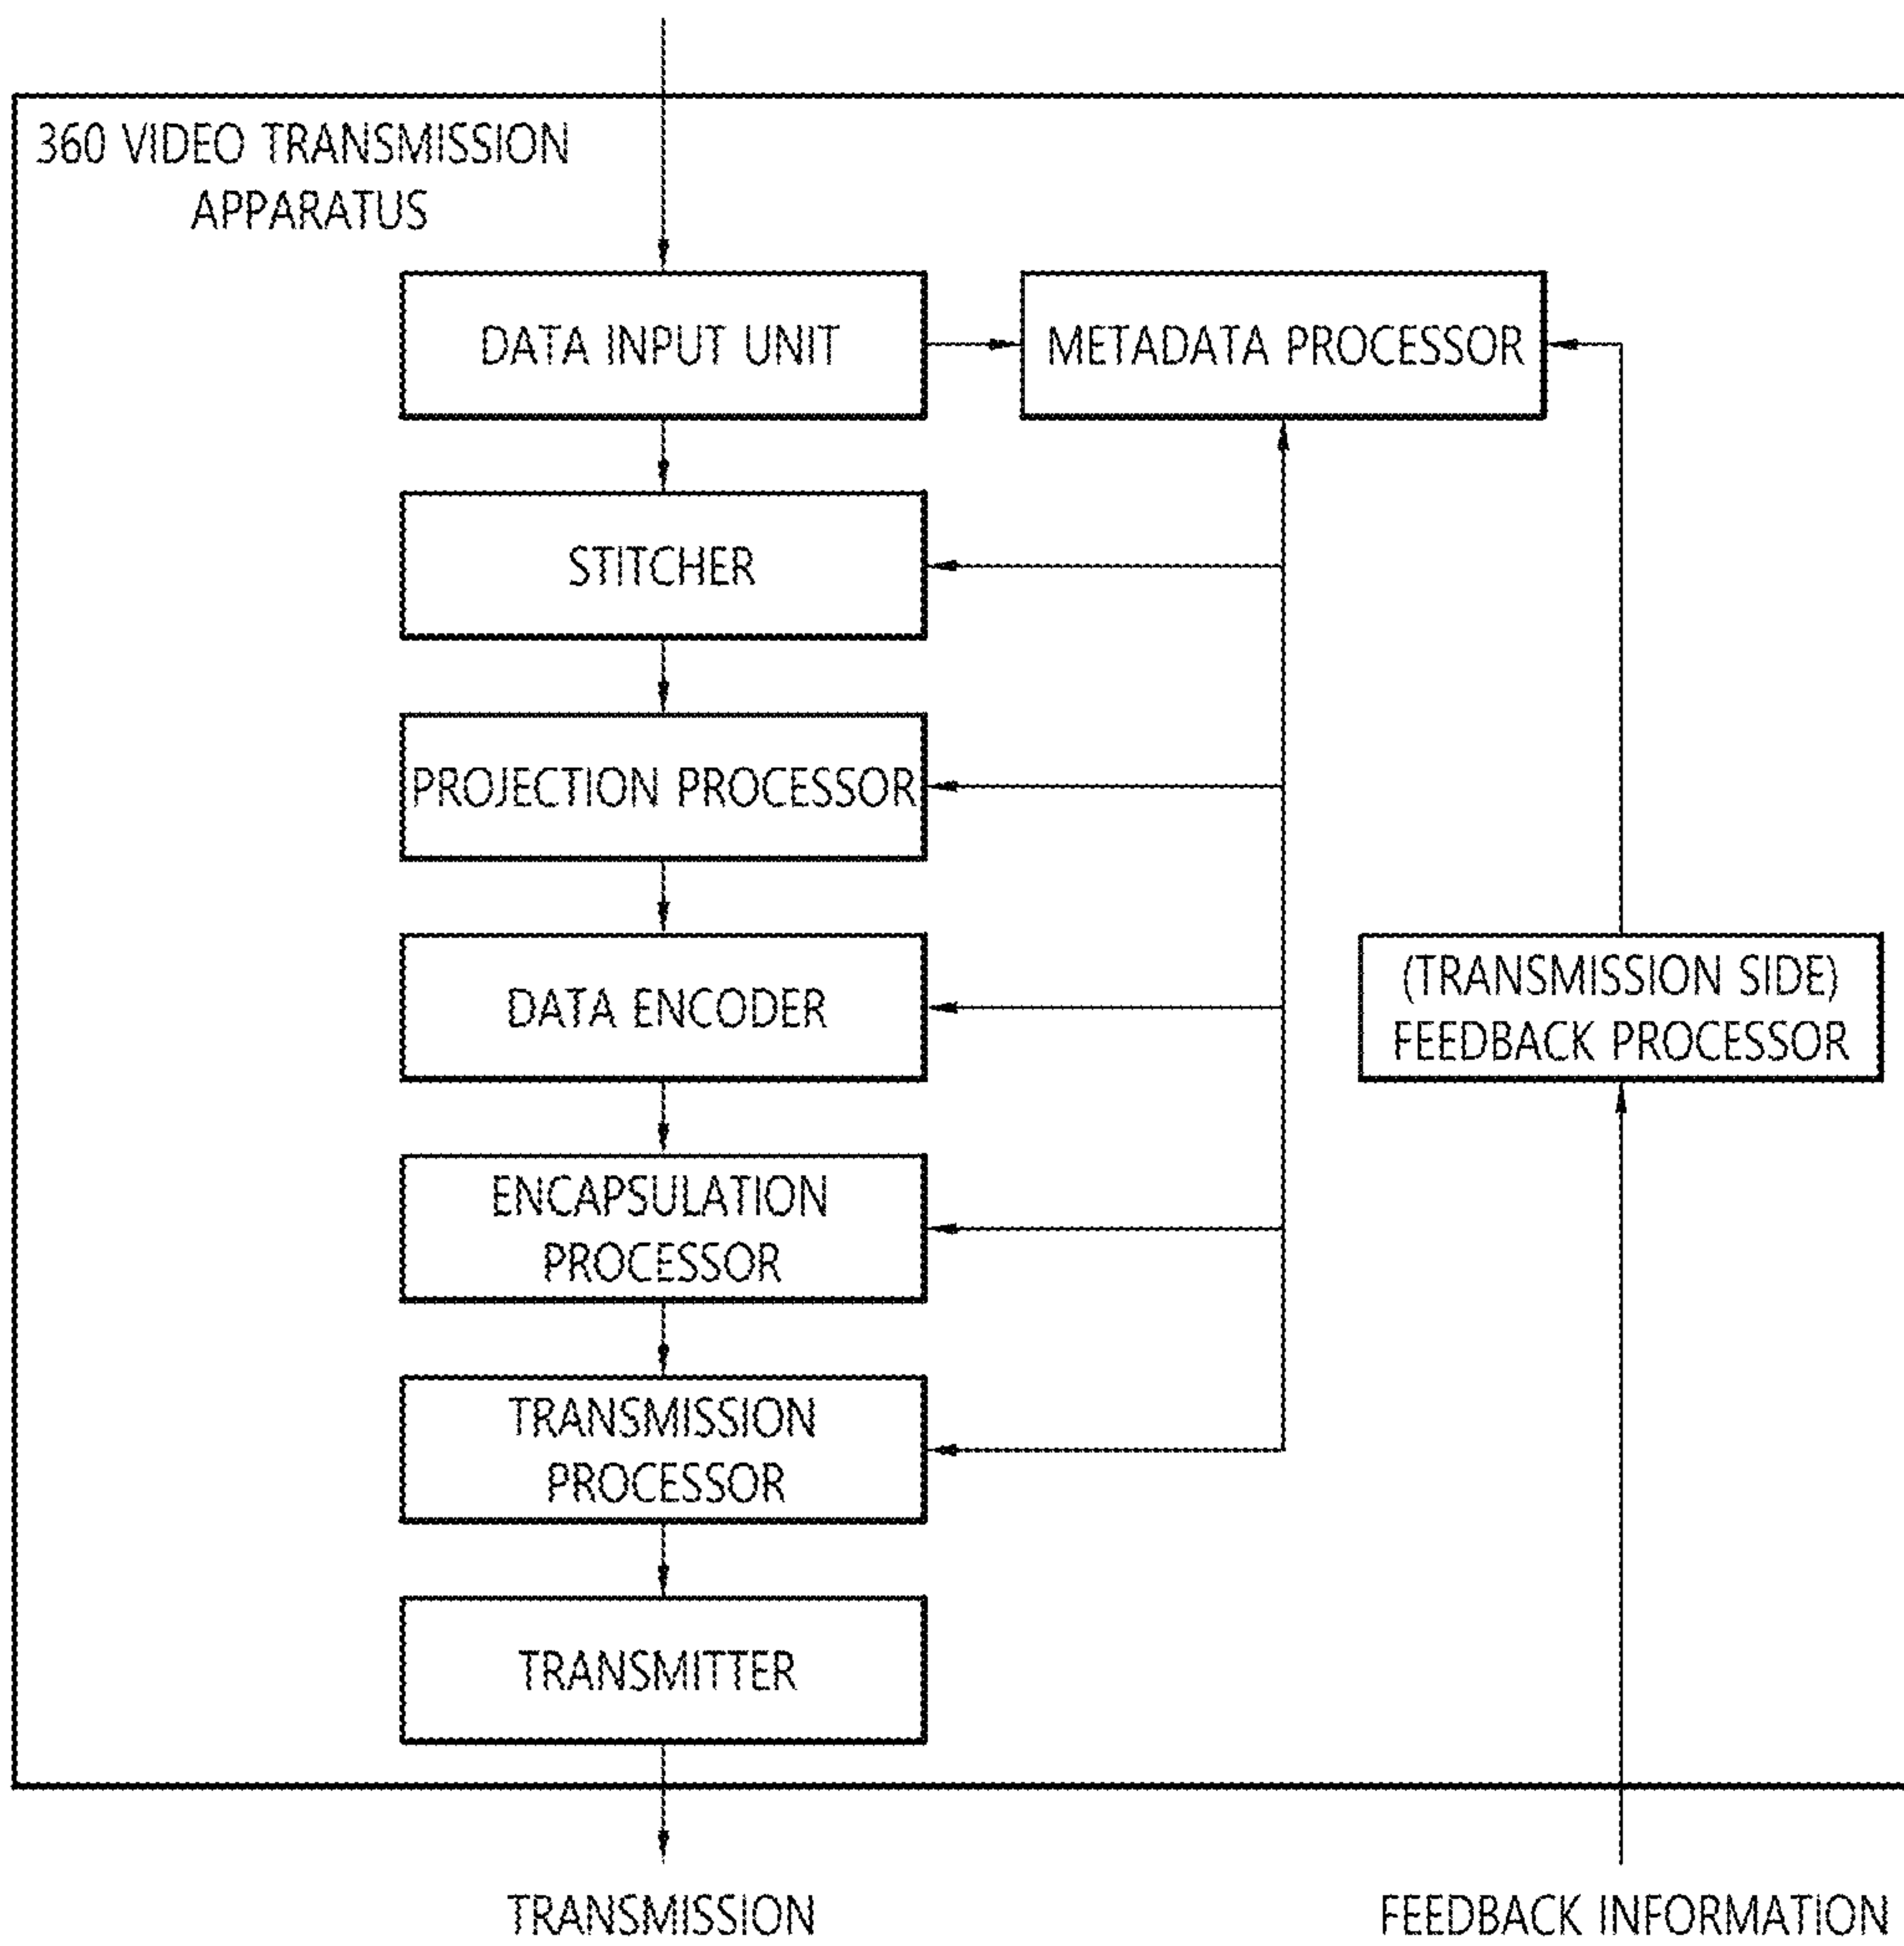 360 VIDEO TRANSMISSION
APPARATUS
DATA INPUT UNIT
METADATA PROCESSOR
STITCHER
PROJECTION PROCESSOR
DATA ENCODER
(TRANSMISSION SIDE)
FEEDBACK PROCESSOR
ENCAPSULATION
PROCESSOR
TRANSMISSION
PROCESSOR
TRANSMITTER
TRANSMISSION
FEEDBACK INFORMATION